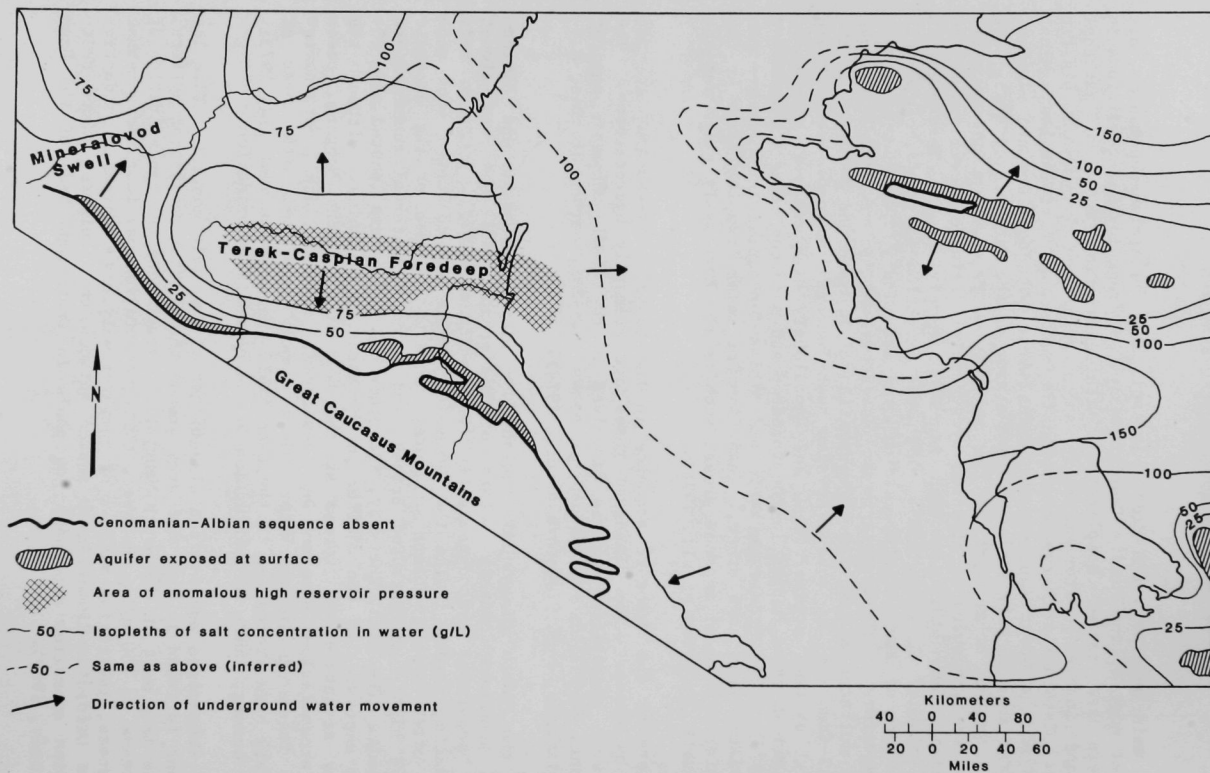 75
100
150
100
50
25
Mineralovod
Swell
75
100
Terek-Caspian Foredeep
25
75
50
25
50
100
N
Great Caucasus Mountains
150
100
50
25
25
Cenomanian-Albian sequence absent
Aquifer exposed at surface
Area of anomalous high reservoir pressure
50 Isopleths of salt concentration in water (g/L)
50 Same as above (inferred)
Direction of underground water movement
Kilometers
40 0 40 80
20 0 20 40 60
Miles